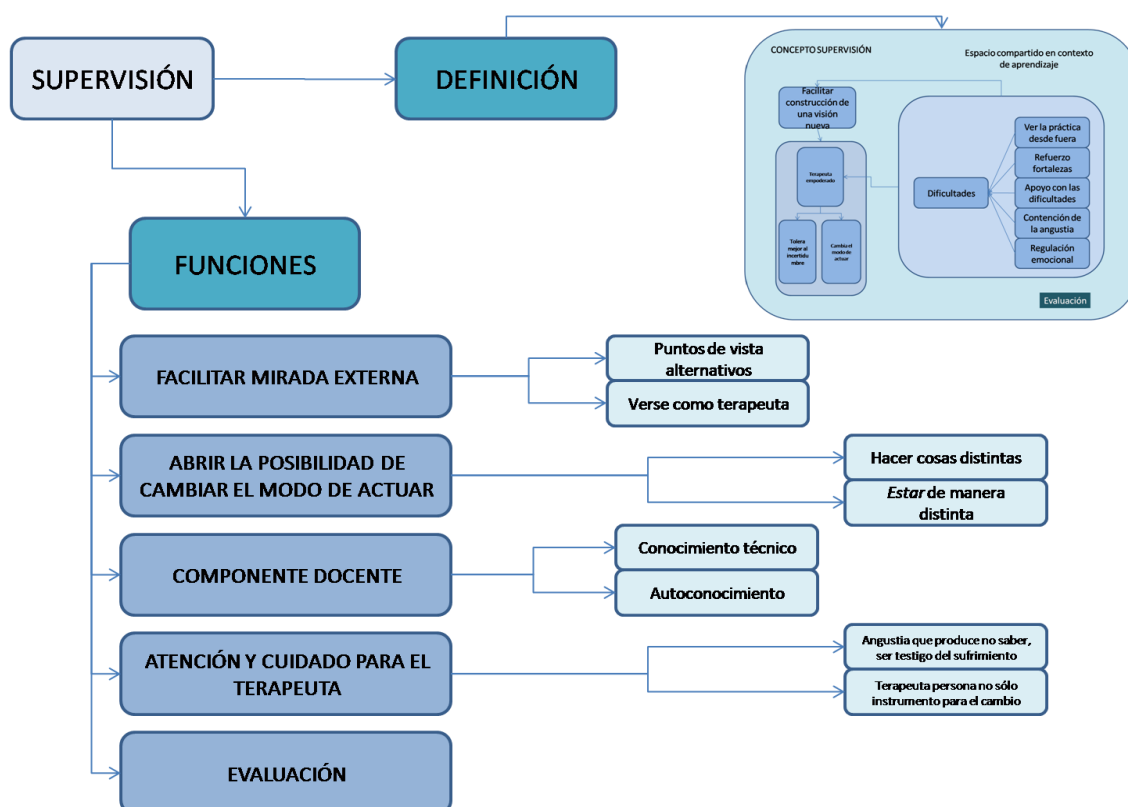 SUPERVISIÓN
DEFINICIÓN
CONCEPTO SUPERVISIÓN
Espacio compartido en contexto
de aprendizaje
Facilitar
construcción de
una visión
nueva
Terapeuta
empoderado
Tolera
mejor al
incertidu
mbre
Cambia el
modo de
actuar
Dificultades
Ver la práctica
desde fuera
Refuerzo
fortalezas
Apoyo con las
dificultades
Contención de
la angustia
Regulación
emocional
Evaluación
FUNCIONES
FACILITAR MIRADA EXTERNA
Puntos de vista
alternativos
Verse como terapeuta
ABRIR LA POSIBILIDAD DE
CAMBIAR EL MODO DE ACTUAR
Hacer cosas distintas
Estar de manera
distinta
COMPONENTE DOCENTE
Conocimiento técnico
Autoconocimiento
ATENCIÓN Y CUIDADO PARA EL
TERAPEUTA
Angustia que produce no saber,
ser testigo del sufrimiento
Terapeuta persona no sólo
instrumento para el cambio
EVALUACIÓN